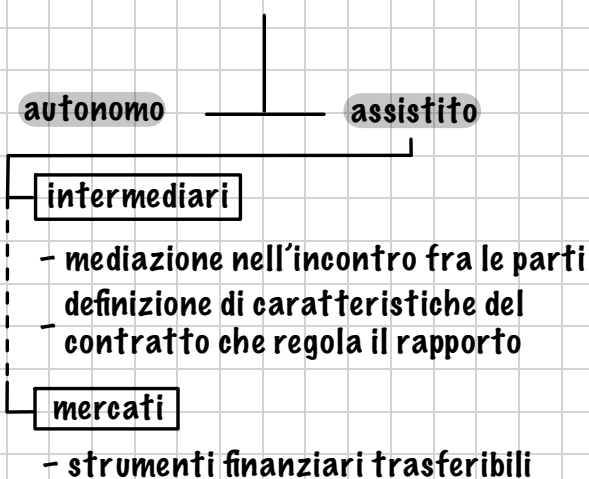 autonomo
assistito
intermediari
- mediazione nell'incontro fra le parti
- definizione di caratteristiche del
contratto che regola il rapporto
mercati
- strumenti finanziari trasferibili